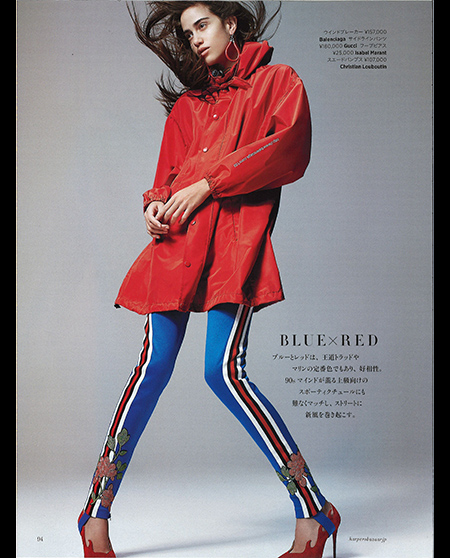 ウインドブレーカー ¥157,000
Balenciaga サイドラインパンツ
¥180,000 Gucci フープピアス
¥25,000 Isabel Marant
スエードパンプス ¥107,000
Christian Louboutin
BLUE×RED
ブルーとレッドは、王道トラッドや
マリンの定番色でもあり、好相性。
90s マインドが薫る上級向けの
スポーティクチュールにも
難なくマッチし、ストリートに
新風を巻き起こす。
94
harpersbazaar.jp